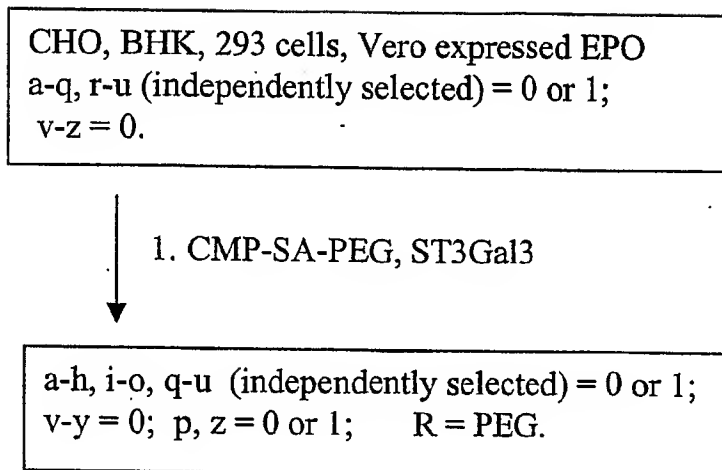 CHO, BHK, 293 cells, Vero expressed EPO
a-q, r-u (independently selected) = 0 or 1;
v-z = 0.
1. CMP-SA-PEG, ST3Gal3
a-h, i-o, q-u (independently selected) = 0 or 1;
v-y = 0; p, z = 0 or 1; R = PEG.